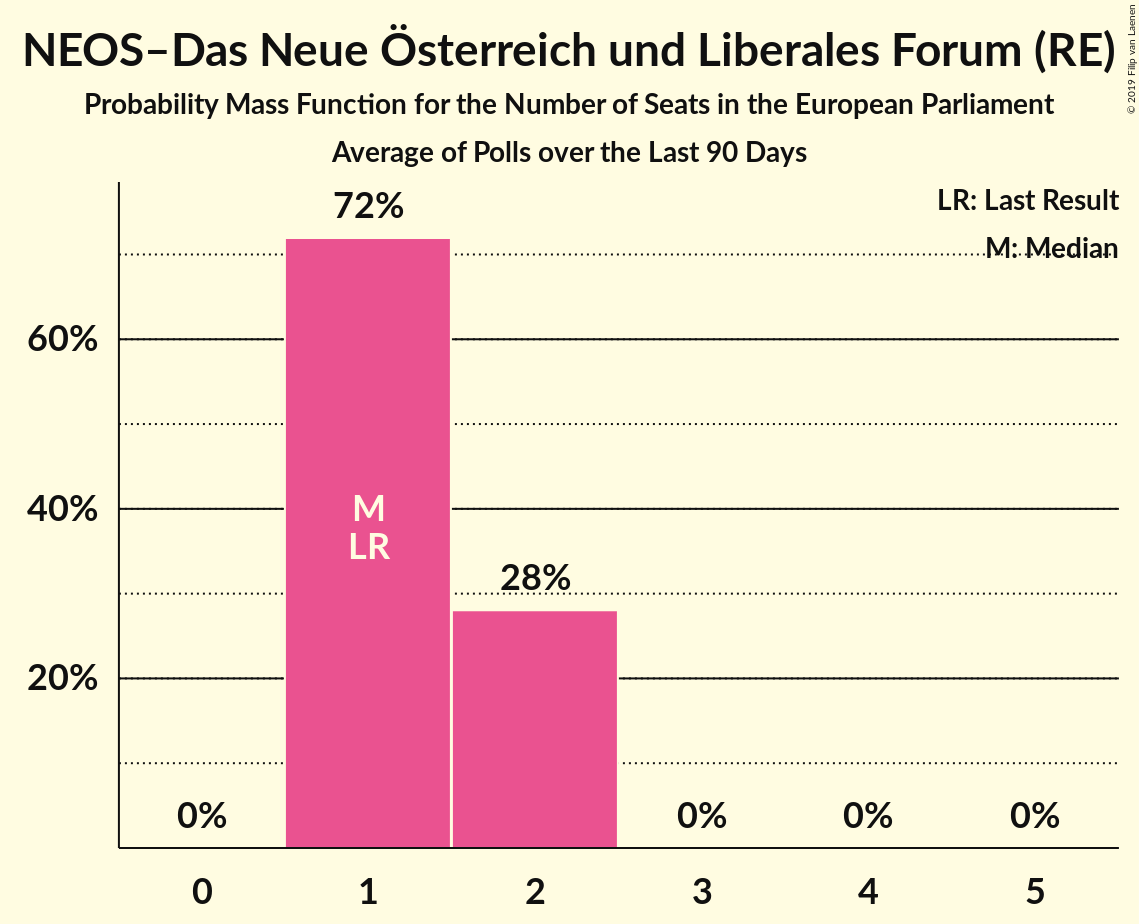 NEOS–Das Neue Österreich und Liberales Forum (RE)
Probability Mass Function for the Number of Seats in the European Parliament
Average of Polls over the Last 90 Days
© 2019 Filip van Laenen
LR: Last Result
M: Median
72%
60%
40%
M
LR
28%
20%
0%
0%
0%
0%
0 1 2 3 4 5